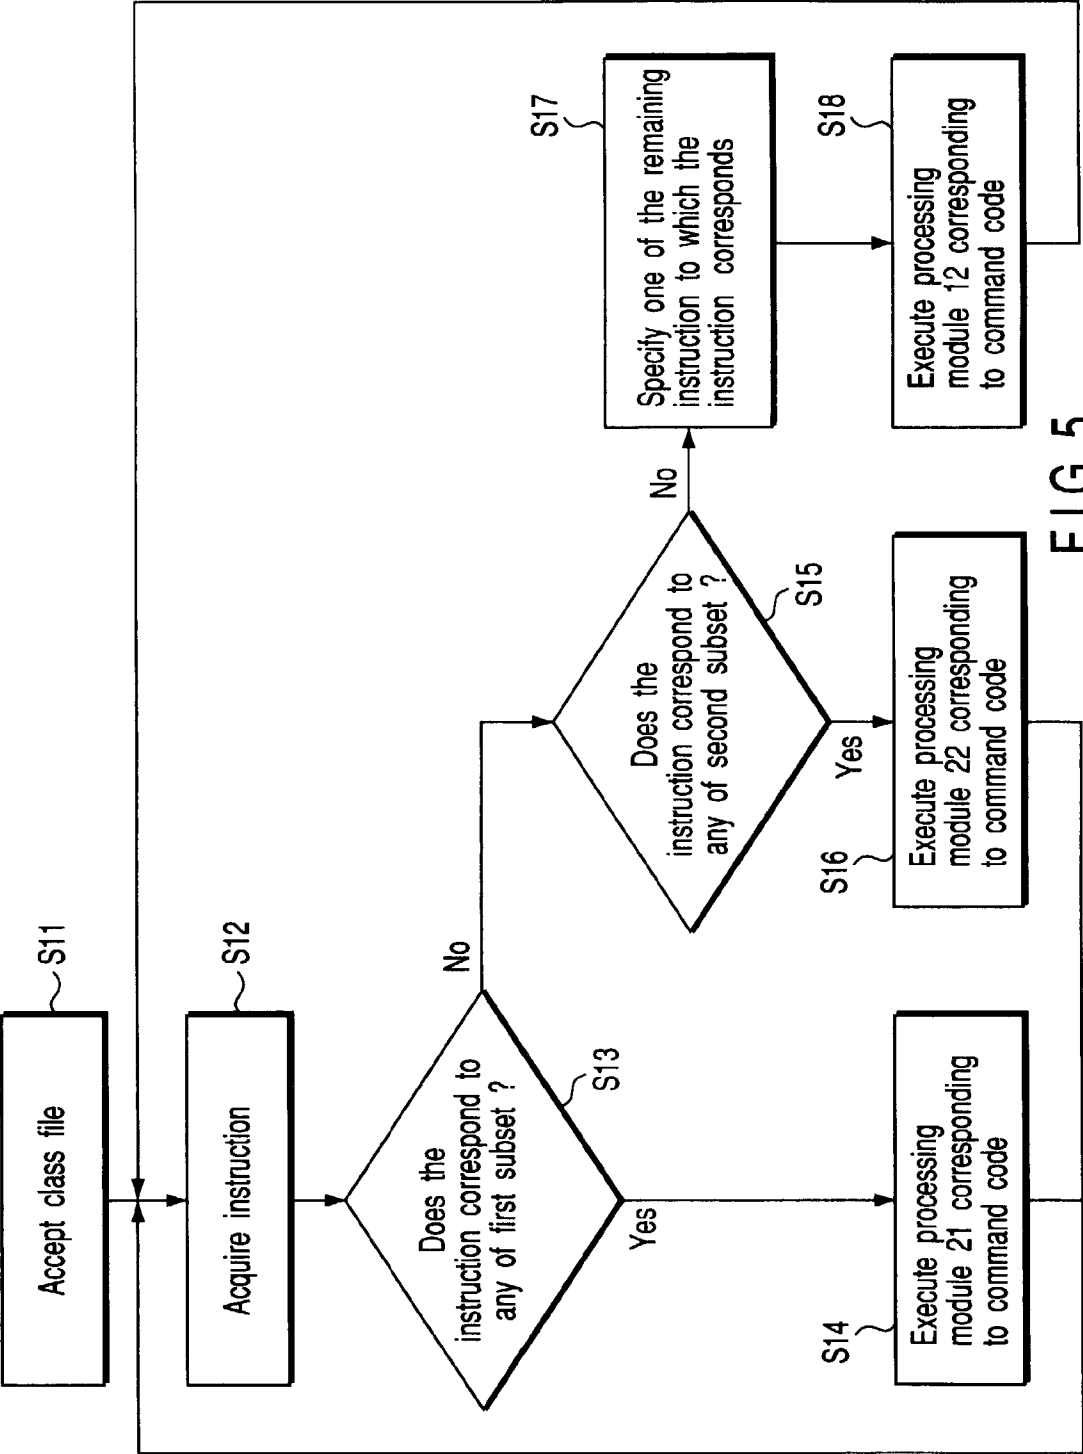 Accept class file
S11
Acquire instruction
S12
Does the
instruction correspond to
any of first subset ?
S13
No
Yes
S14
Execute processing
module 21 corresponding
to command code
Does the
instruction correspond to
any of second subset ?
S15
No
Yes
S16
Execute processing
module 22 corresponding
to command code
S17
Specify one of the remaining
instruction to which the
instruction corresponds
S18
Execute processing
module 12 corresponding
to command code
FIG. 5